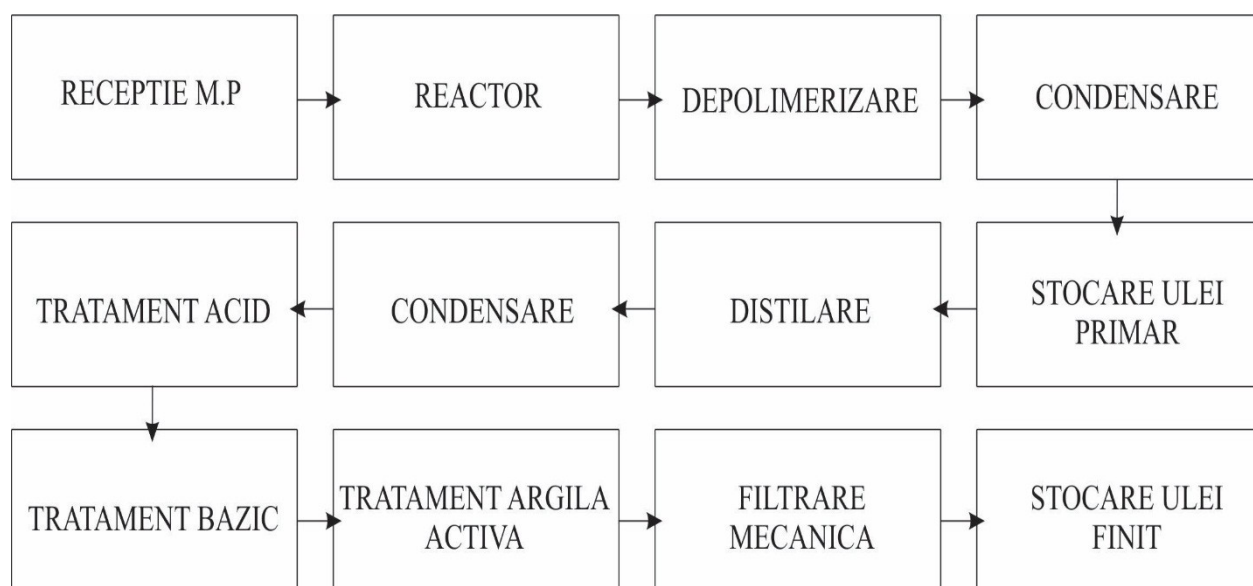 RECEPTIE M.P
REACTOR
DEPOLIMERIZARE
CONDENSARE
STOCARE ULEI
PRIMAR
DISTILARE
CONDENSARE
TRATAMENT ACID
TRATAMENT BAZIC
TRATAMENT ARGILA
ACTIVA
FILTRARE
MECANICA
STOCARE ULEI
FINIT